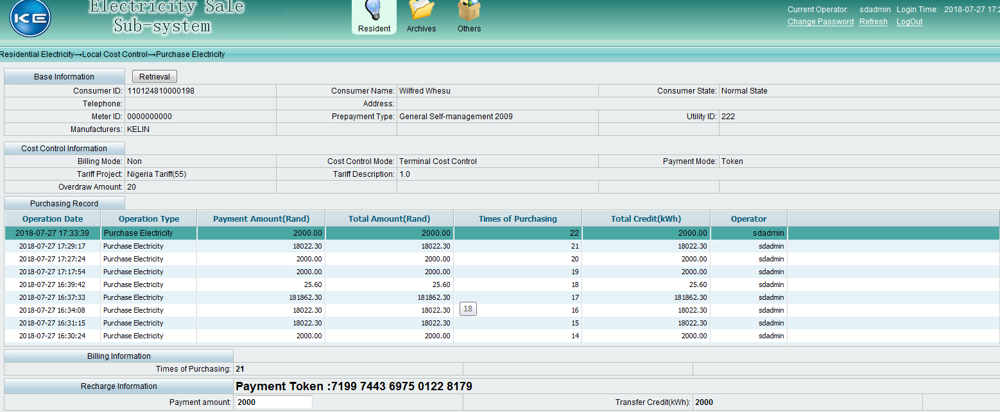 KE
Electricity Sale
Sub-system
Resident
Archives
Others
Current Operator: sdadmin Login Time: 2018-07-27 17:2
Change Password Refresh LogOut
Residential Electricity→Local Cost Control→Purchase Electricity
Base Information Retrieval
Consumer ID: 110124810000198 Consumer Name: Wilfred Whesu Consumer State: Normal State
Telephone: Address:
Meter ID: 0000000000 Prepayment Type: General Self-management 2009 Utility ID: 222
Manufacturers: KELIN
Cost Control Information
Billing Mode: Non Cost Control Mode: Terminal Cost Control Payment Mode: Token
Tariff Project: Nigeria Tariff(55) Tariff Description: 1.0
Overdraw Amount: 20
Purchasing Record
Operation Date Operation Type Payment Amount(Rand) Total Amount(Rand) Times of Purchasing Total Credit(kWh) Operator
2018-07-27 17:33:39 Purchase Electricity 2000.00 2000.00 22 2000.00 sdadmin
2018-07-27 17:29:17 Purchase Electricity 18022.30 18022.30 21 18022.30 sdadmin
2018-07-27 17:27:24 Purchase Electricity 2000.00 2000.00 20 2000.00 sdadmin
2018-07-27 17:17:54 Purchase Electricity 2000.00 2000.00 19 2000.00 sdadmin
2018-07-27 16:39:42 Purchase Electricity 25.60 25.60 18 25.60 sdadmin
2018-07-27 16:37:33 Purchase Electricity 181862.30 181862.30 17 181862.30 sdadmin
2018-07-27 16:34:08 Purchase Electricity 18022.30 18022.30 18 16 18022.30 sdadmin
2018-07-27 16:31:15 Purchase Electricity 18022.30 18022.30 15 18022.30 sdadmin
2018-07-27 16:30:24 Purchase Electricity 2000.00 2000.00 14 2000.00 sdadmin
Billing Information
Times of Purchasing: 21
Recharge Information Payment Token :7199 7443 6975 0122 8179
Payment amount: 2000 Transfer Credit(kWh): 2000